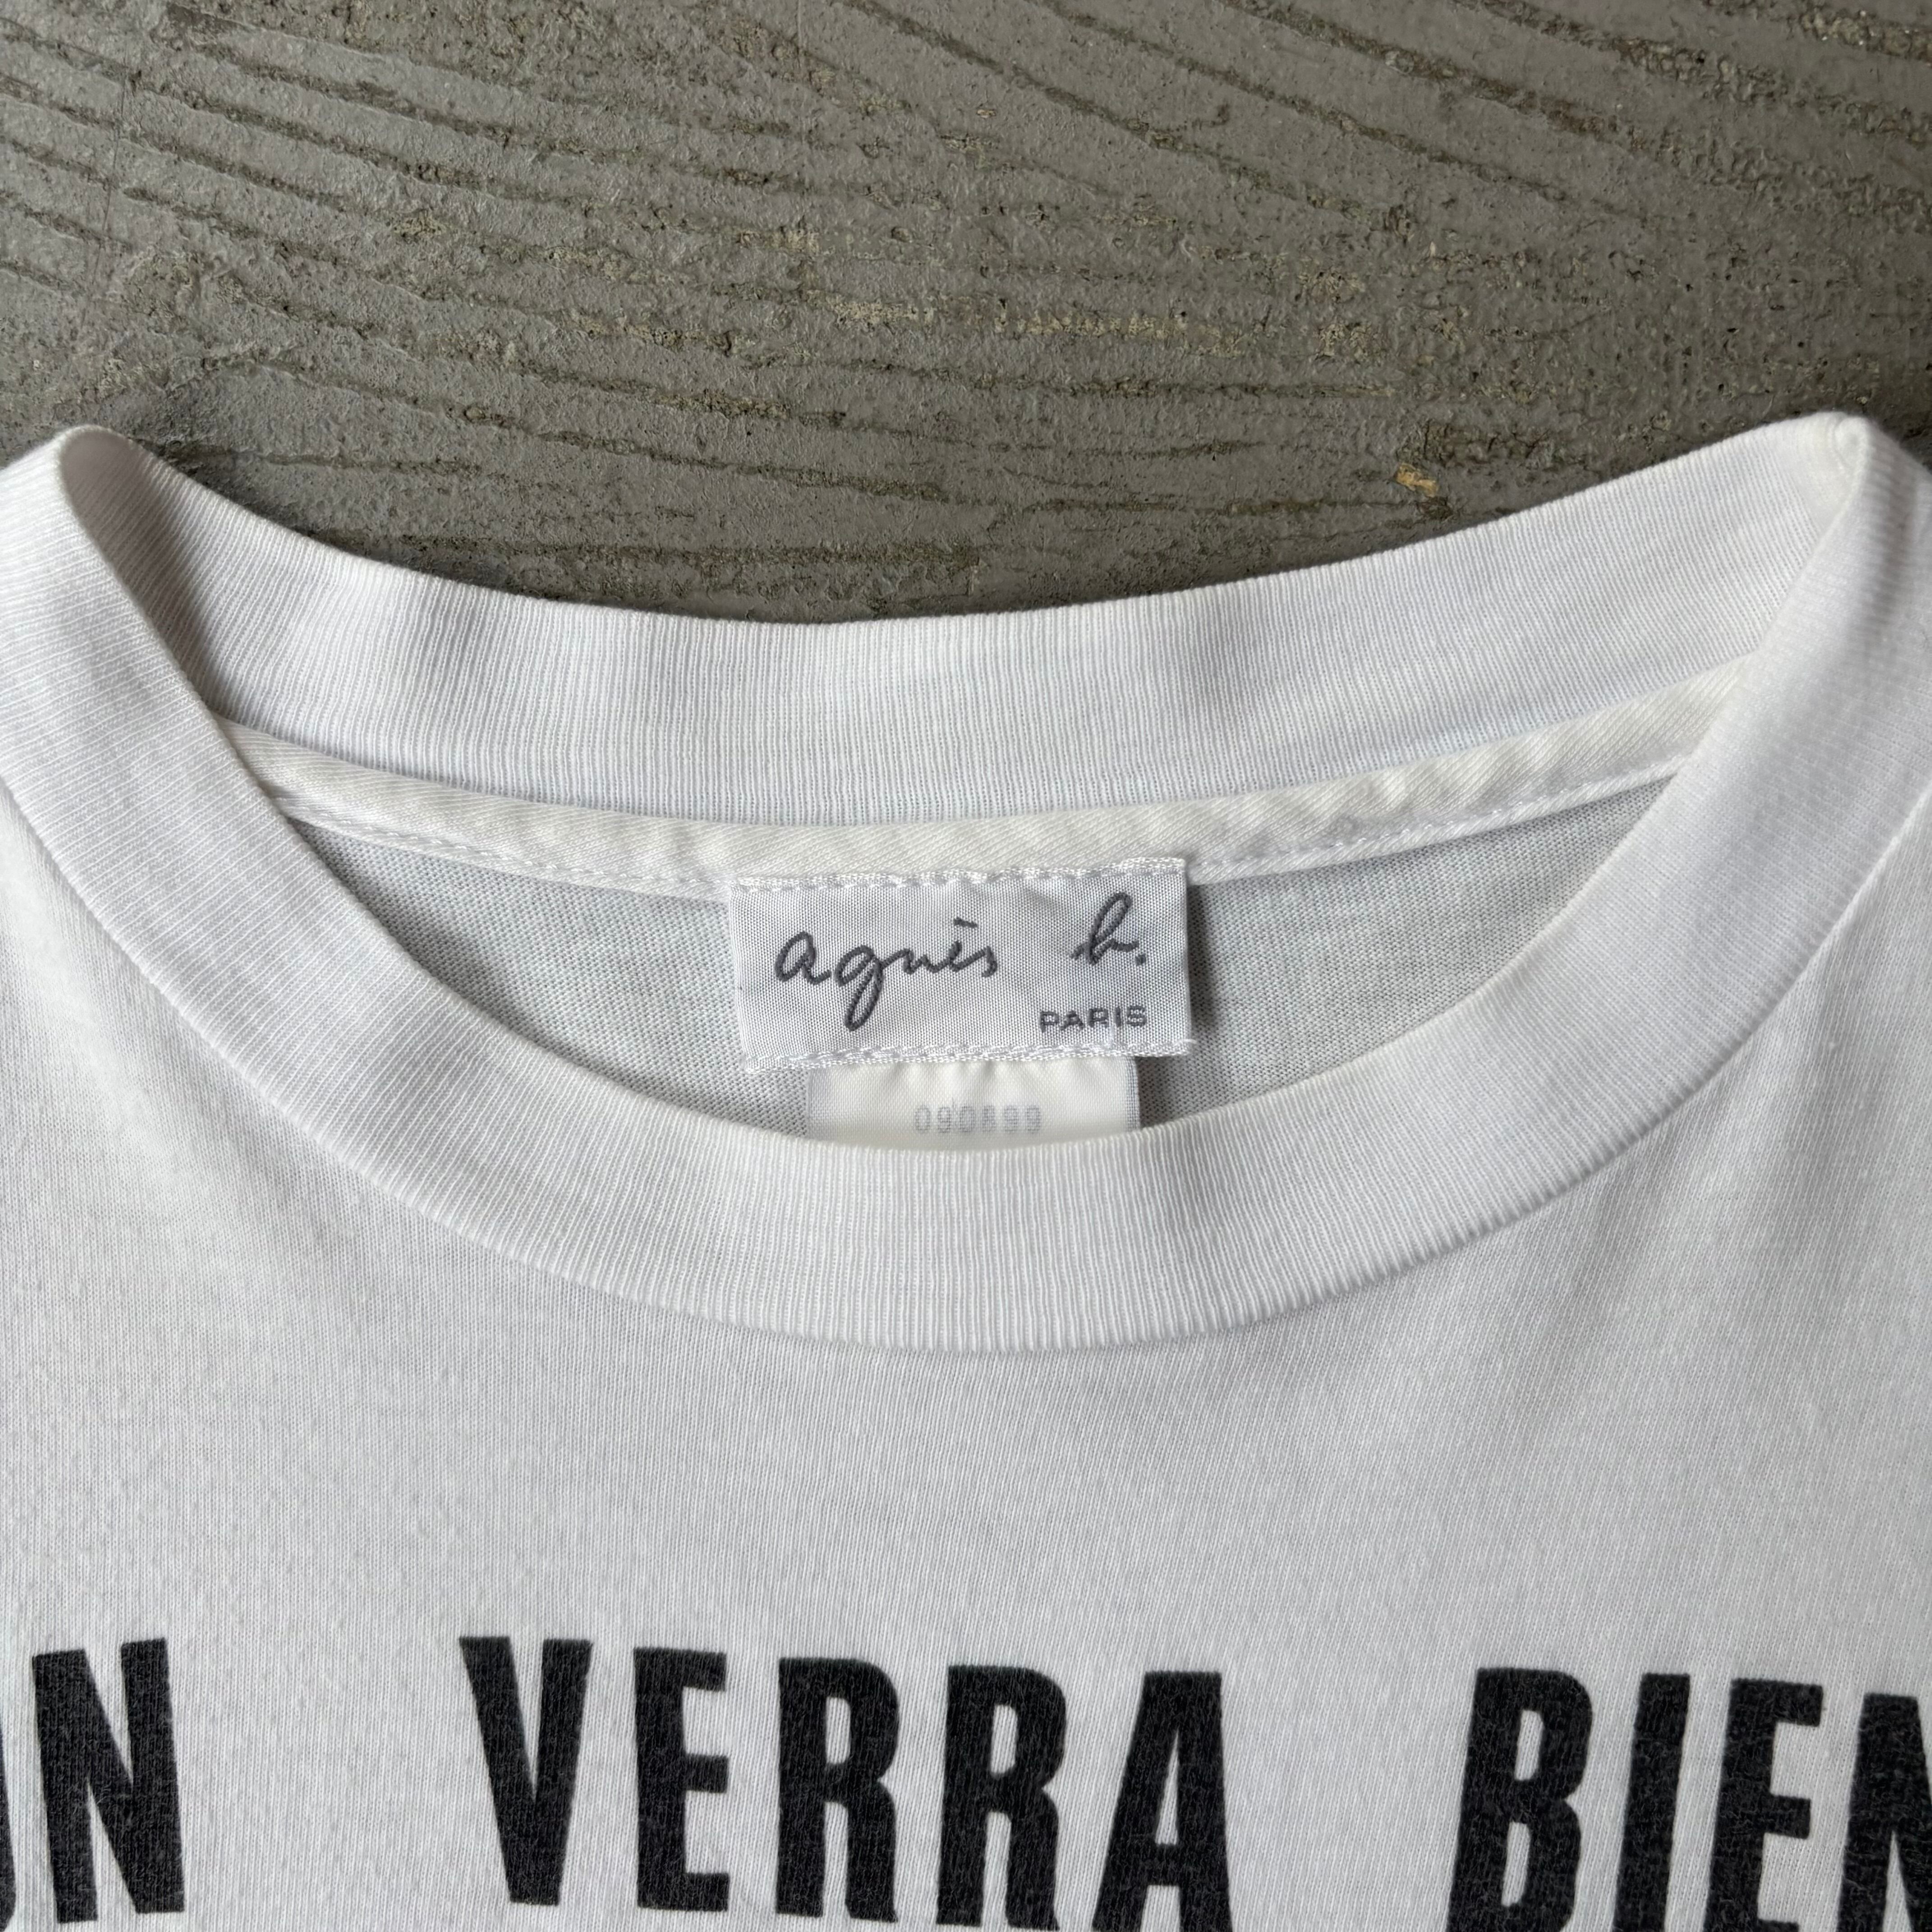 agnès b.
PARIS
090899
ON VERRA BIEN